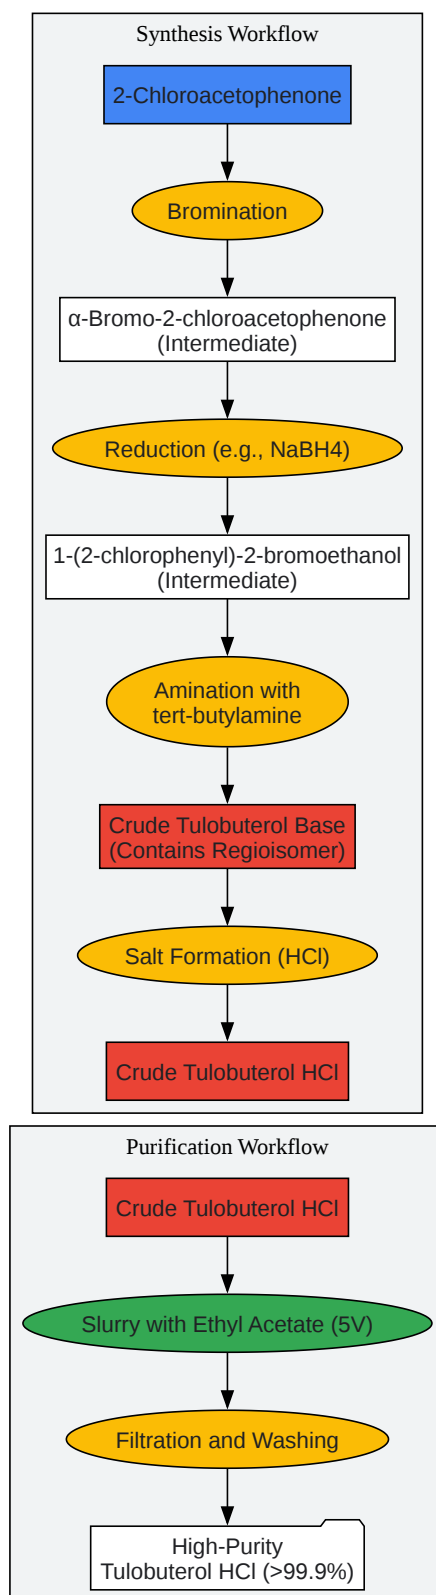 Synthesis Workflow
2-Chloroacetophenone
Bromination
α-Bromo-2-chloroacetophenone
(Intermediate)
Reduction (e.g., NaBH4)
1-(2-chlorophenyl)-2-bromoethanol
(Intermediate)
Amination with
tert-butylamine
Crude Tulobuterol Base
(Contains Regioisomer)
Salt Formation (HCl)
Crude Tulobuterol HCl
Purification Workflow
Crude Tulobuterol HCl
Slurry with Ethyl Acetate (5V)
Filtration and Washing
High-Purity
Tulobuterol HCl (>99.9%)